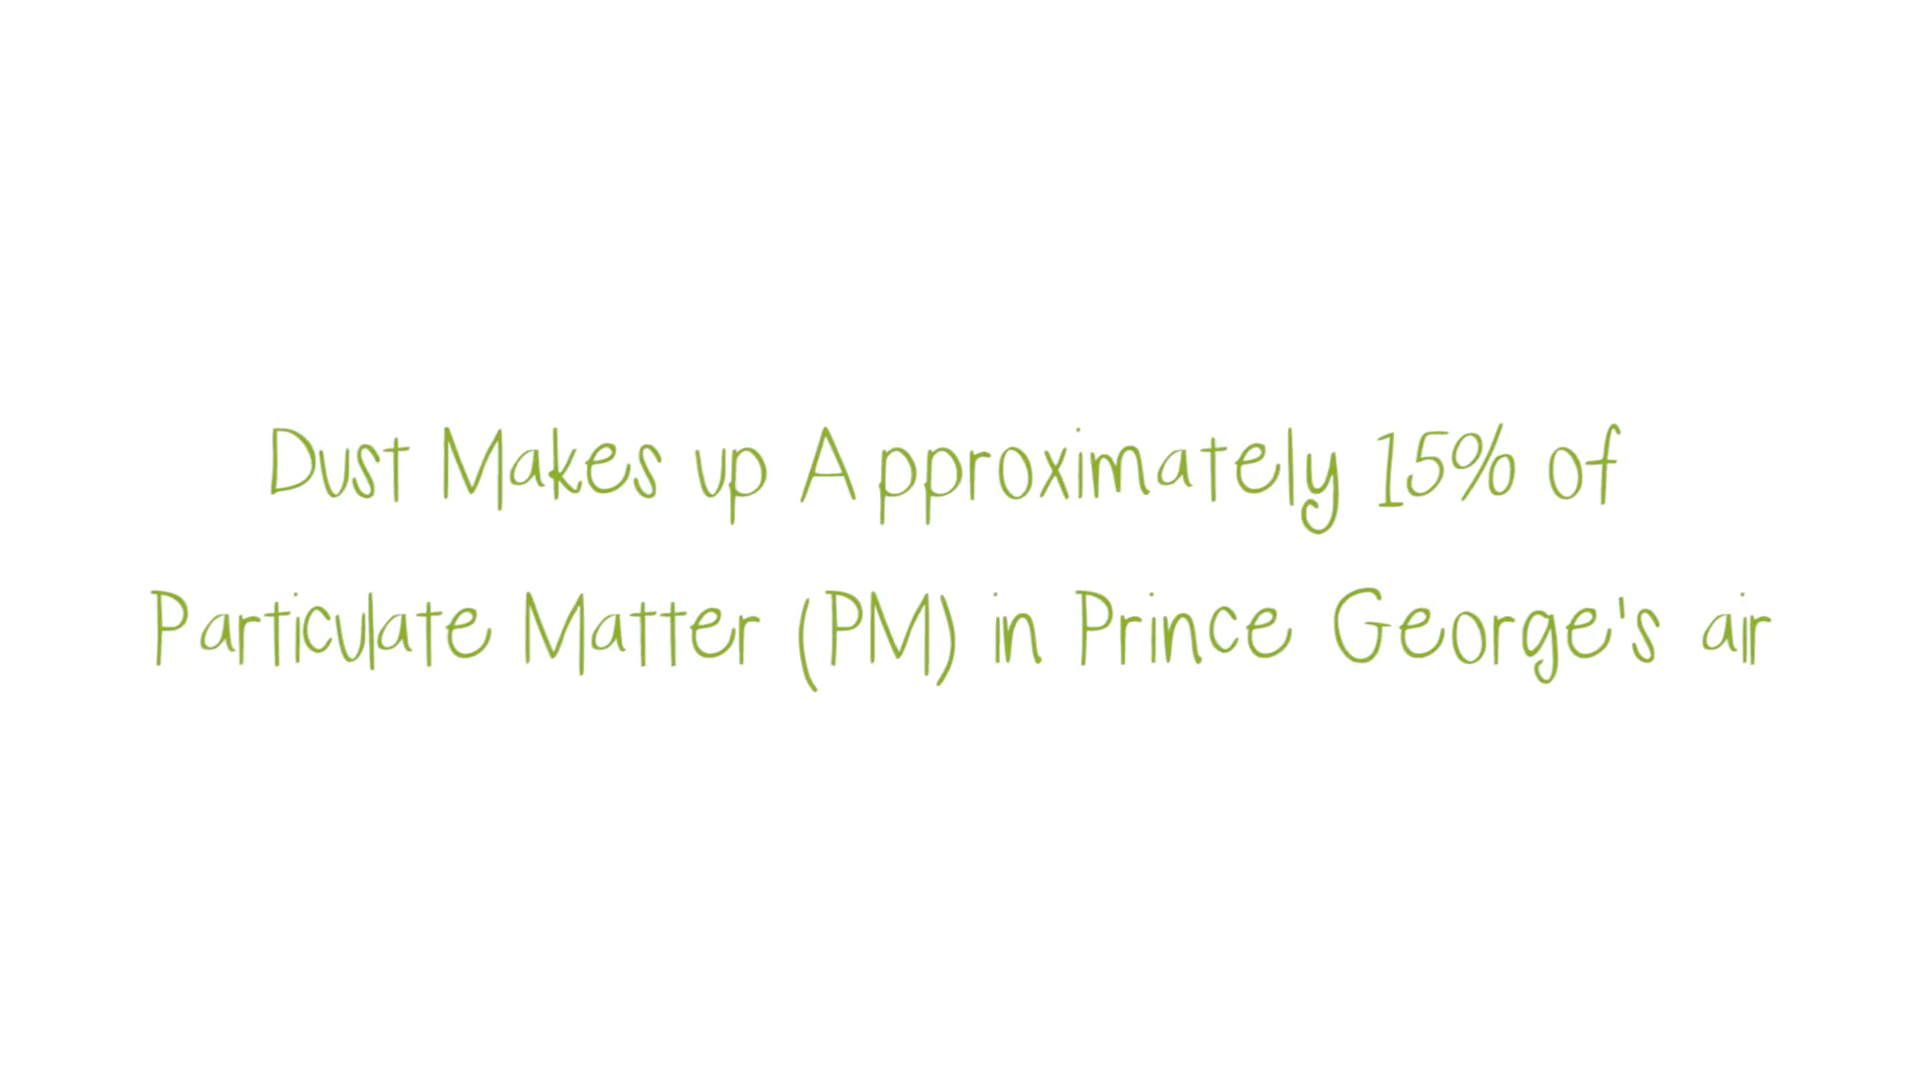 Dust Makes up Approximately 15% of
Particulate Matter (PM) in Prince George's air